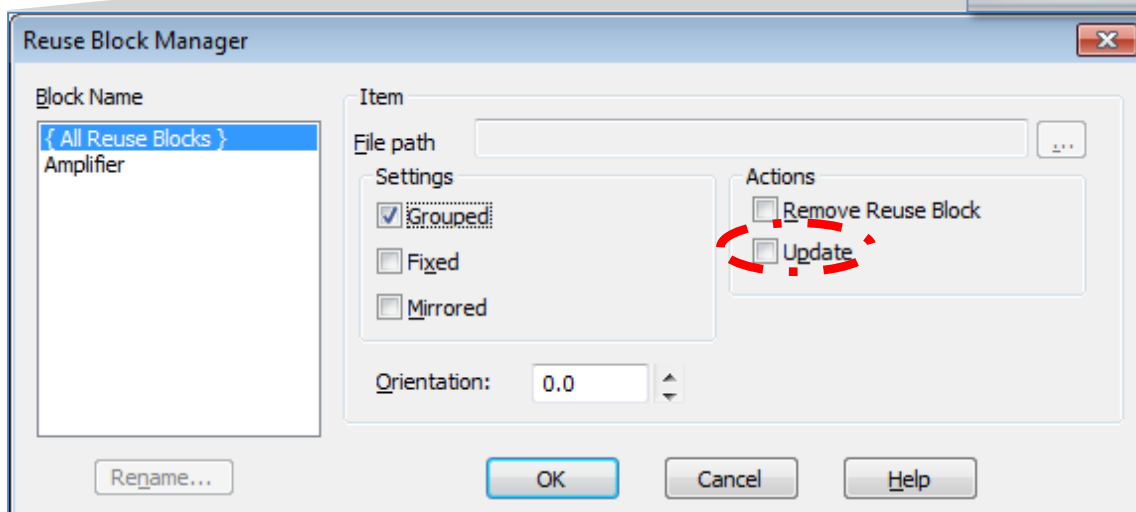 Reuse Block Manager
Block Name
{ All Reuse Blocks }
Amplifier
Rename...
Item
File path
...
Settings
Grouped
Fixed
Mirrored
Actions
Remove Reuse Block
Update
Orientation:
0.0
OK
Cancel
Help